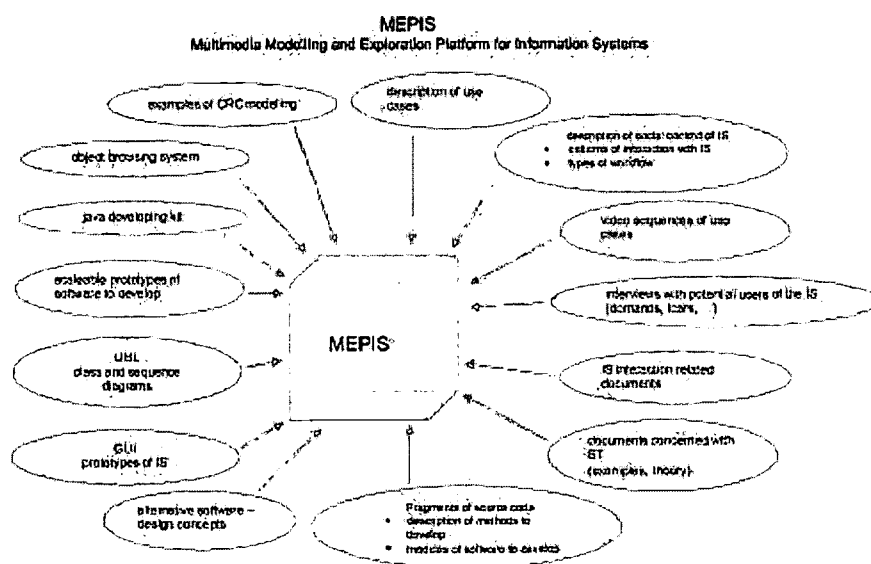 MEPIS
Multimedia Modelling and Exploration Platform for Information Systems
examples of CRC modelling
description of use
cases
description of social context of IS
of interaction with IS
types of workflow
object browsing system
java developing kit
video sequences of use
cases
scaleable prototypes of
software to develop
interviews with potential users of the IS
(demands, fears, ...)
MEPIS
class and sequence
diagrams
IS interaction related
documents
GUI
prototypes of IS
documents concerned with
(examples, theory)
alternative software –
design concepts
Fragments of source code
description of methods to
develop
modules of software to develop